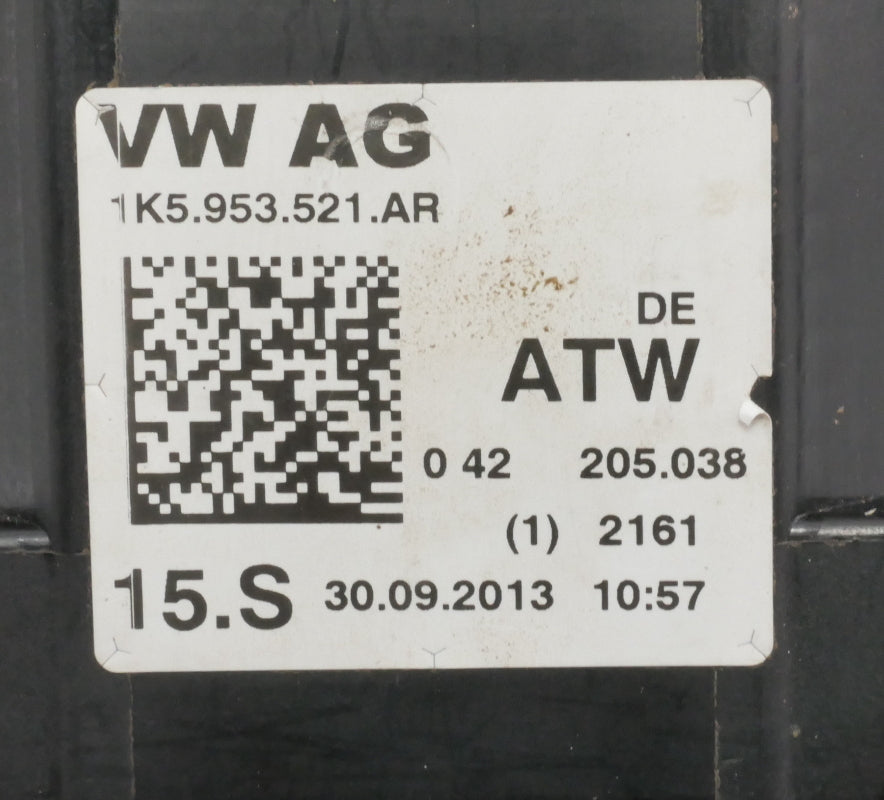 VW AG
1K5.953.521.AR
DE
ATW
0 42 205.038
(1) 2161
15.S 30.09.2013 10:57